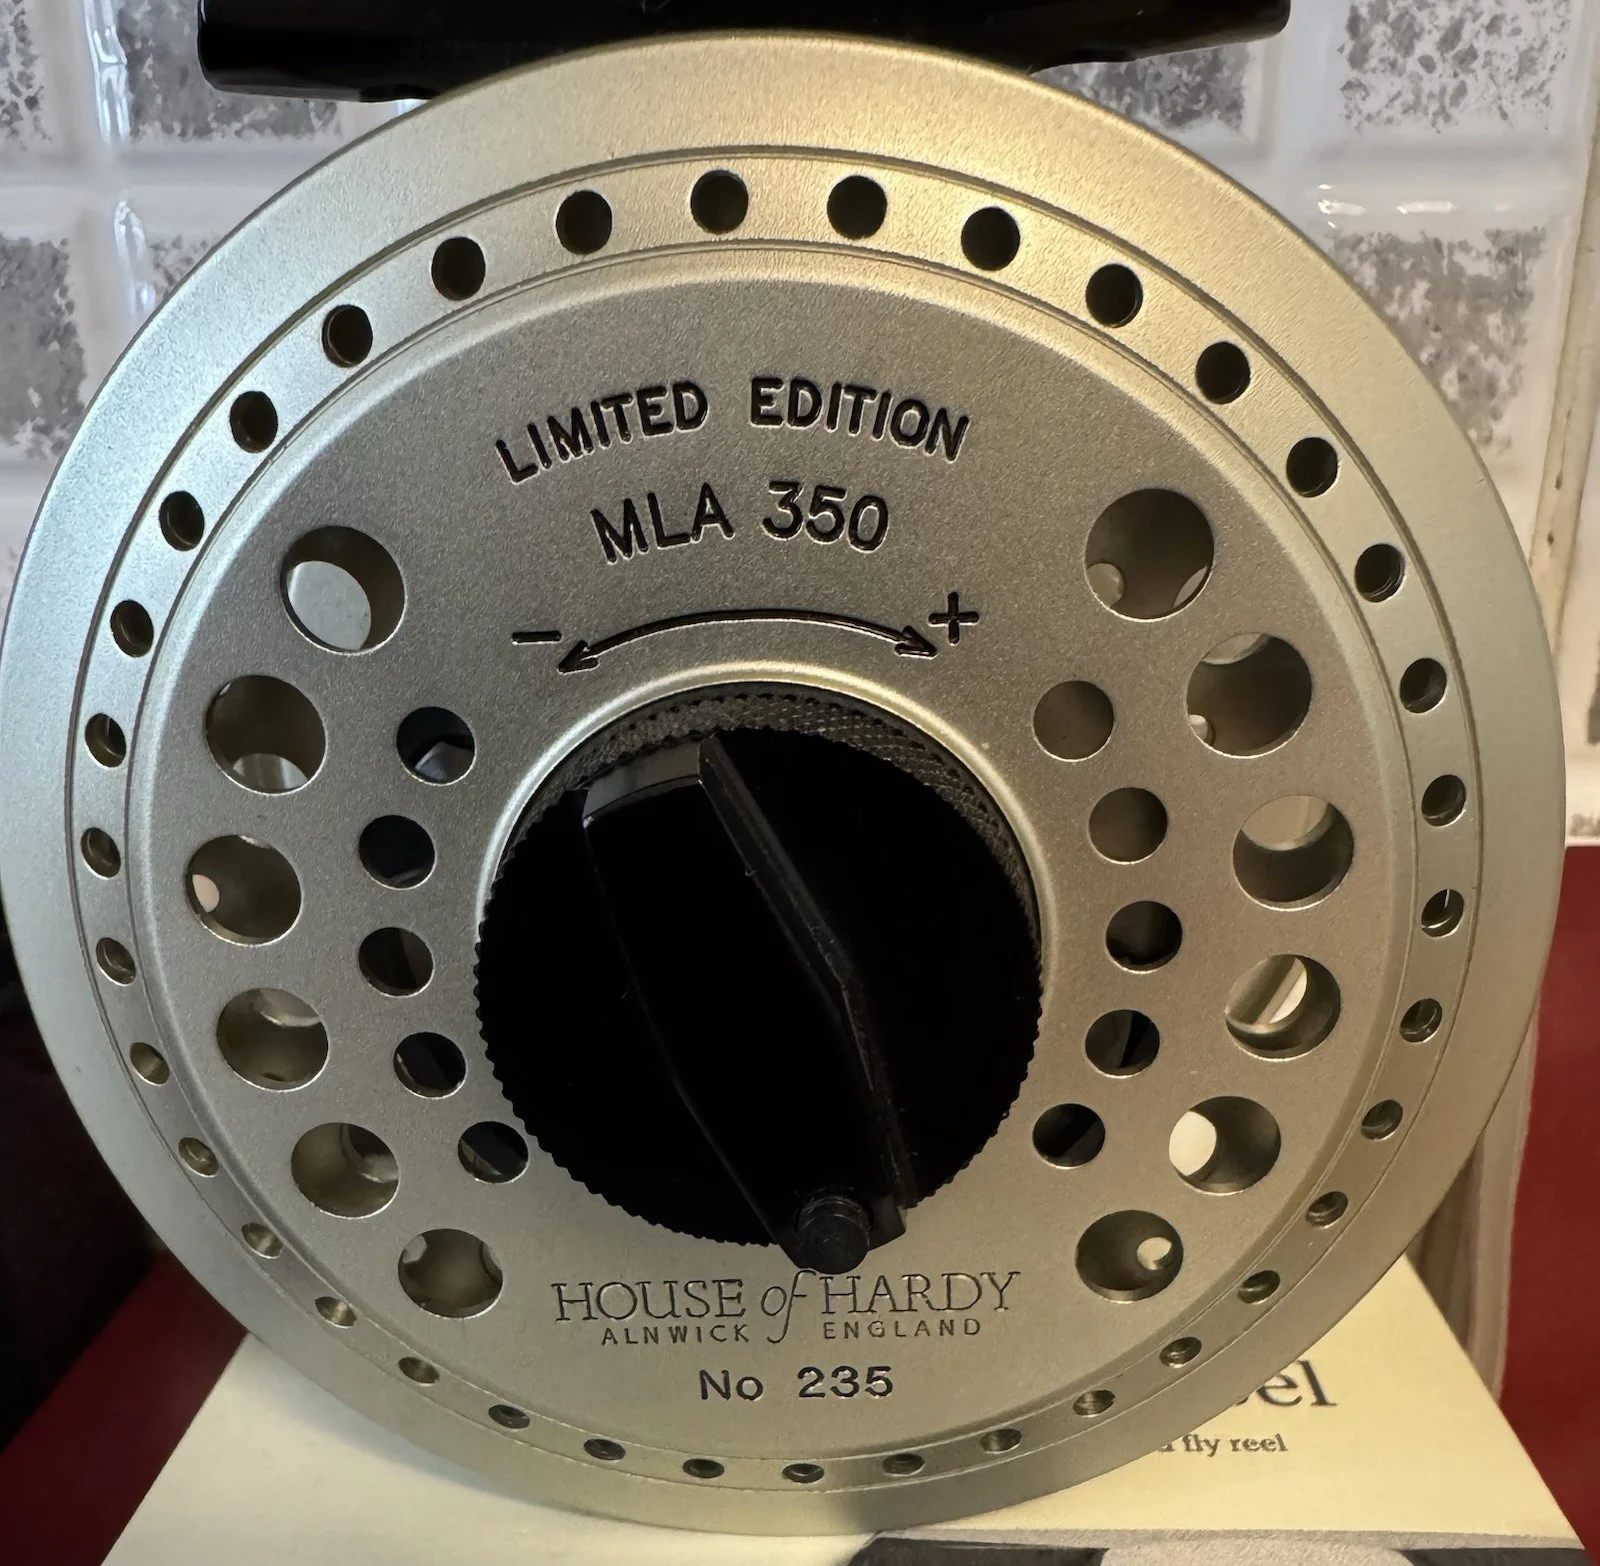 LIMITED EDITION
MLA 350
− +
HOUSE of HARDY
ALNWICK ENGLAND
No 235
fly reel